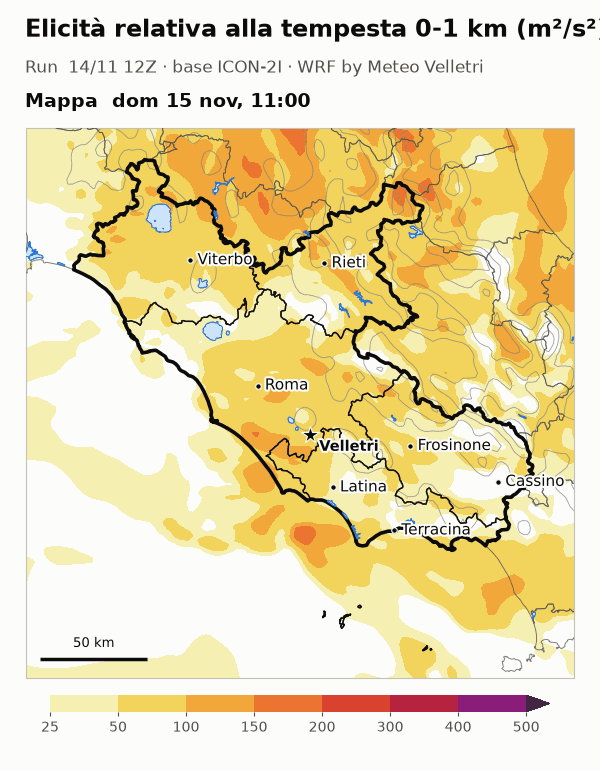 Elicità relativa alla tempesta 0-1 km (m²/s²)
Run 14/11 12Z · base ICON-2I · WRF by Meteo Velletri
Mappa dom 15 nov, 11:00
Viterbo
Rieti
Roma
Velletri
Frosinone
Cassino
Latina
Terracina
50 km
25 50 100 150 200 300 400 500